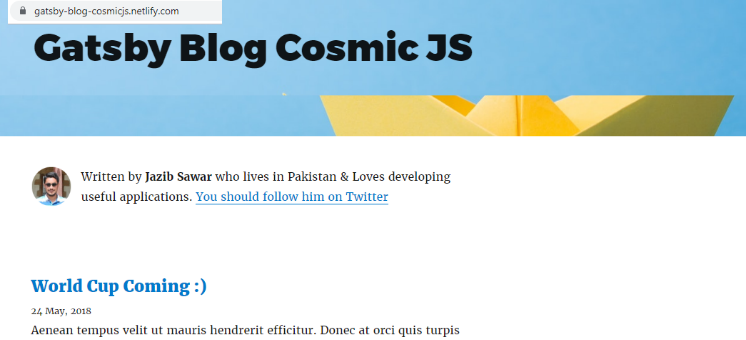 gatsby-blog-cosmicjs.netlify.com
Gatsby Blog Cosmic JS
Written by Jazib Sawar who lives in Pakistan & Loves developing
useful applications. You should follow him on Twitter
World Cup Coming :)
24 May, 2018
Aenean tempus velit ut mauris hendrerit efficitur. Donec at orci quis turpis